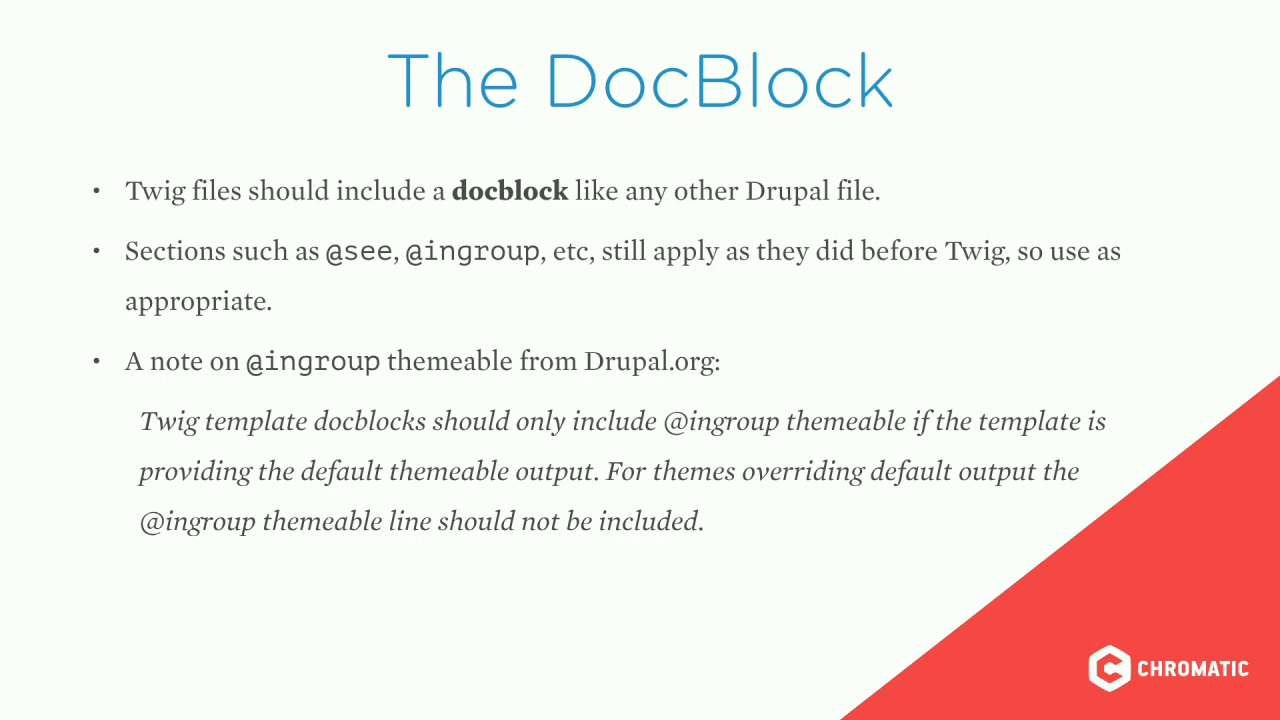 The DocBlock
• Twig files should include a docblock like any other Drupal file.
• Sections such as @see, @ingroup, etc, still apply as they did before Twig, so use as
appropriate.
• A note on @ingroup themeable from Drupal.org:
Twig template docblocks should only include @ingroup themeable if the template is
providing the default themeable output. For themes overriding default output the
@ingroup themeable line should not be included.
CHROMATIC